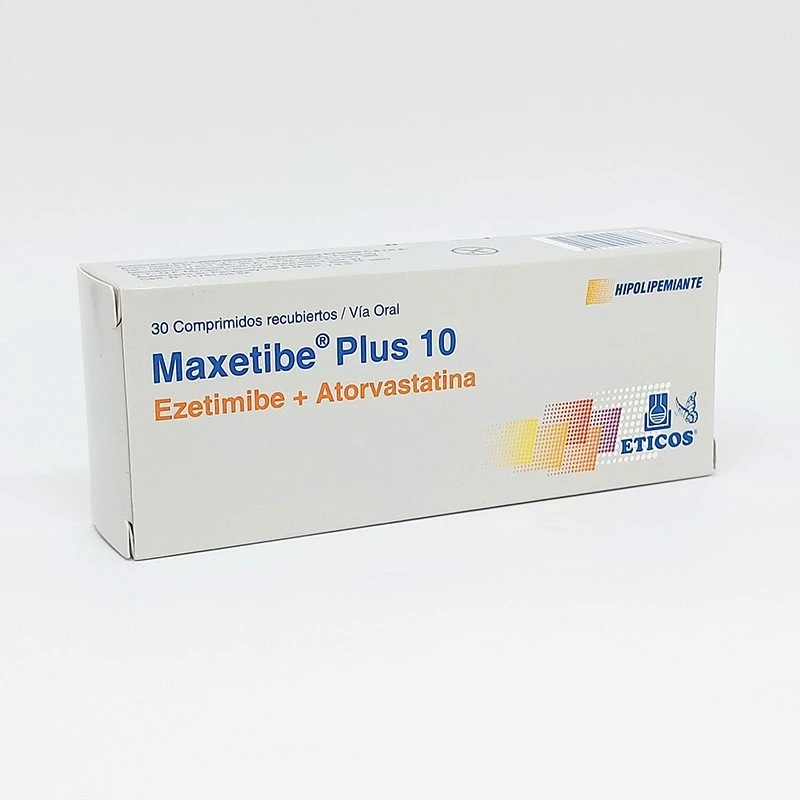 30 Comprimidos recubiertos / Vía Oral
Maxetibe® Plus 10
Ezetimibe + Atorvastatina
HIPOLIPEMIANTE
ETICOS®